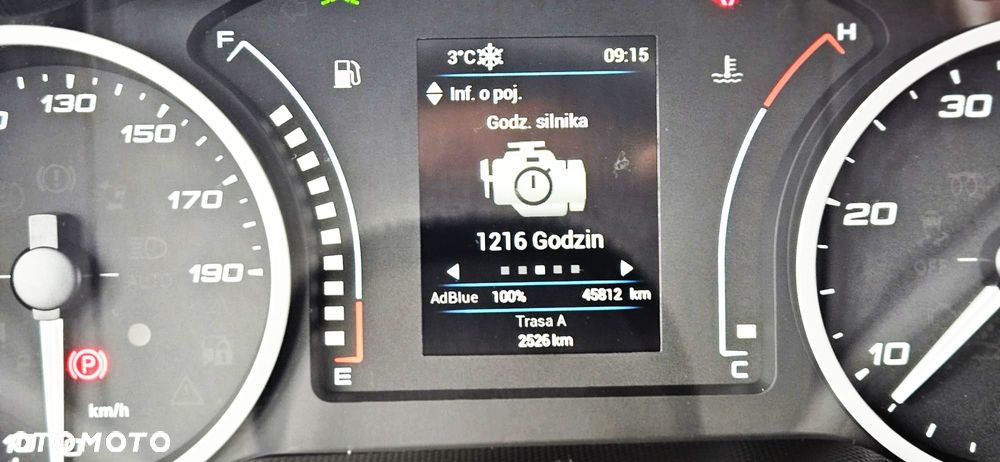 F
3°C 09:15
H
Inf. o poj.
Godz. silnika
1216 Godzin
AdBlue 100% 45812 km
Trasa A
2526 km
E
C
130
150
170
190
km/h
P
30
20
10
OTOMOTO